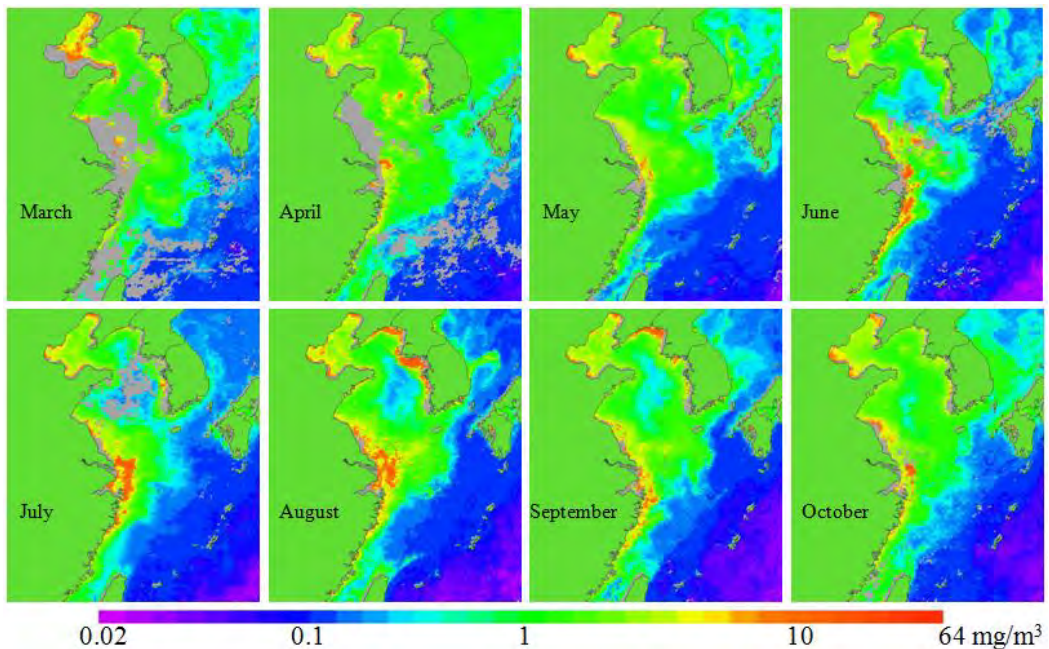 March
April
May
June
July
August
September
October
0.02
0.1
1
10
64 mg/m³